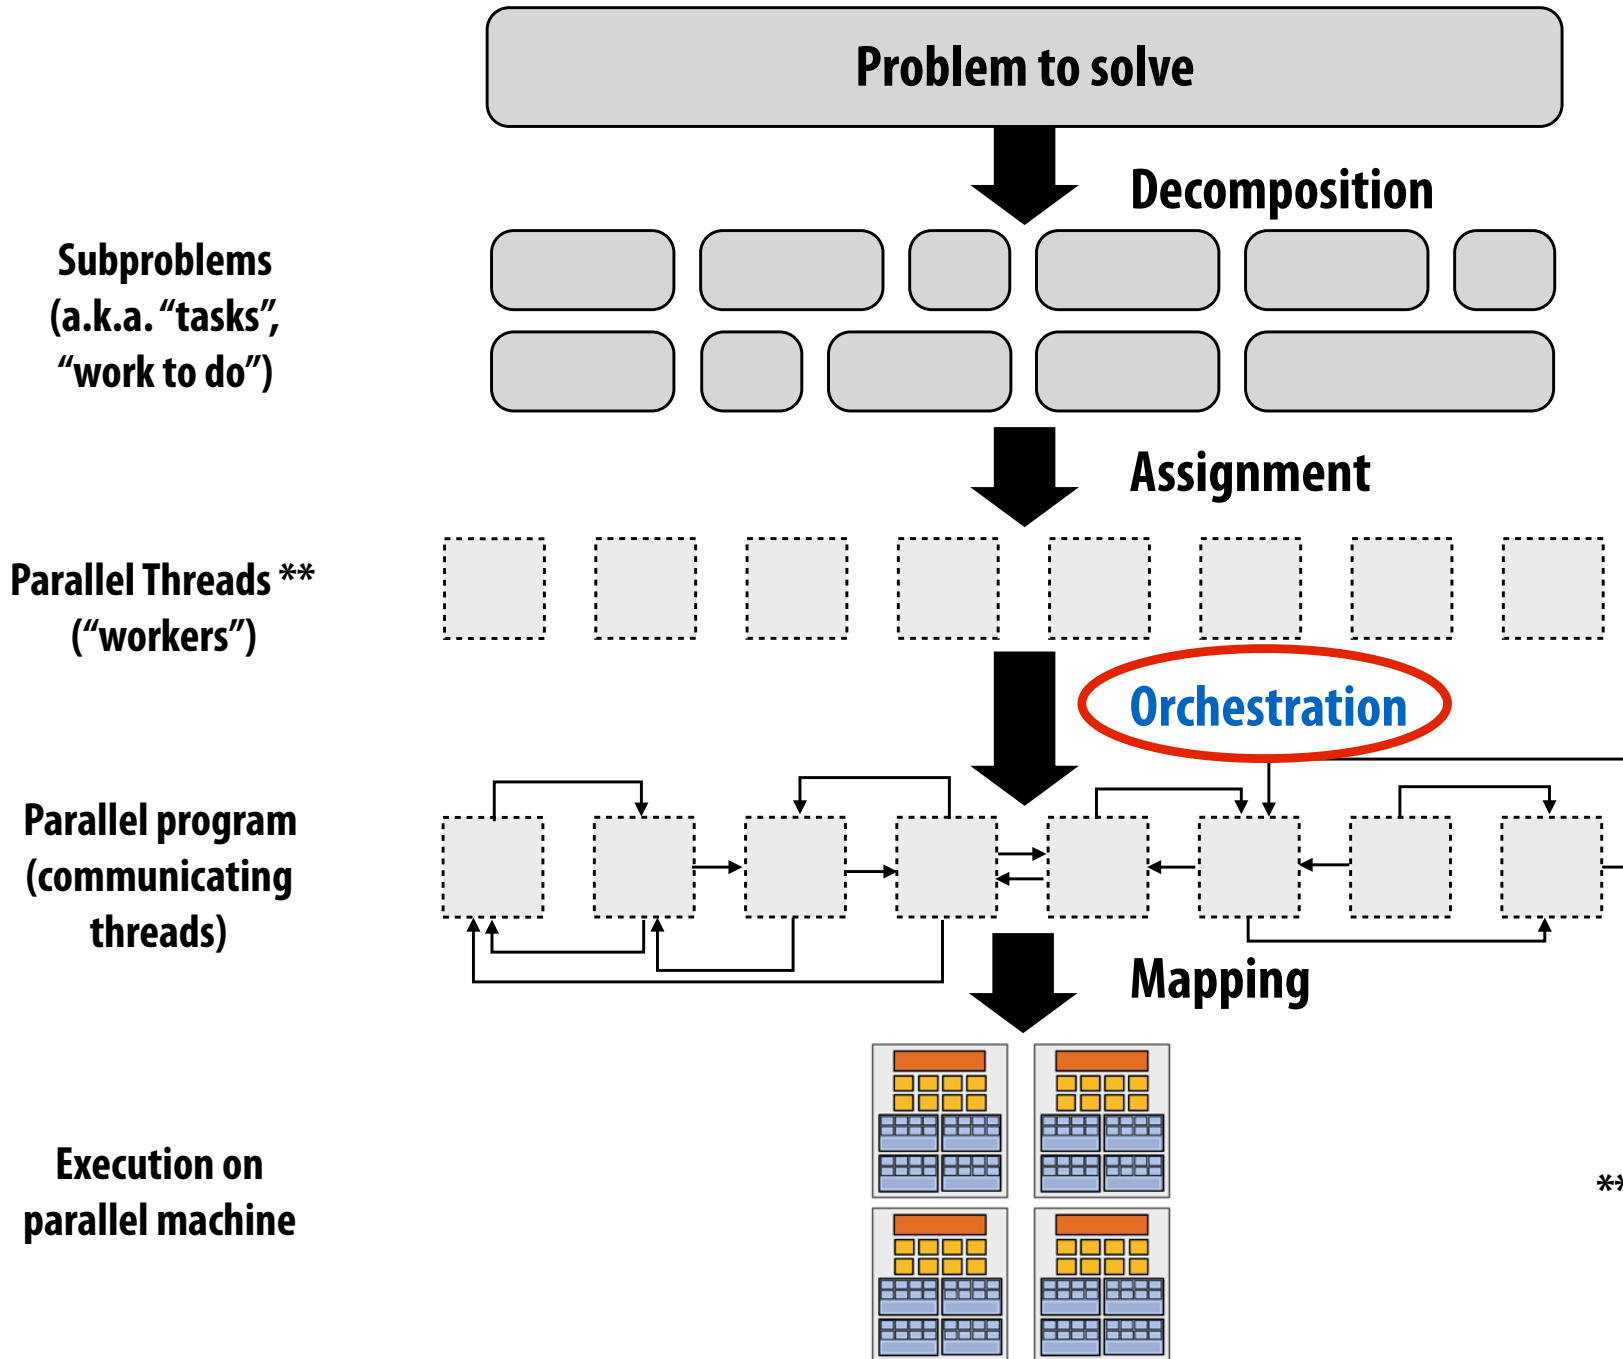 Problem to solve
Decomposition
Subproblems
(a.k.a. “tasks”,
“work to do”)
Assignment
Parallel Threads **
(“workers”)
Orchestration
Parallel program
(communicating
threads)
Mapping
Execution on
parallel machine
**